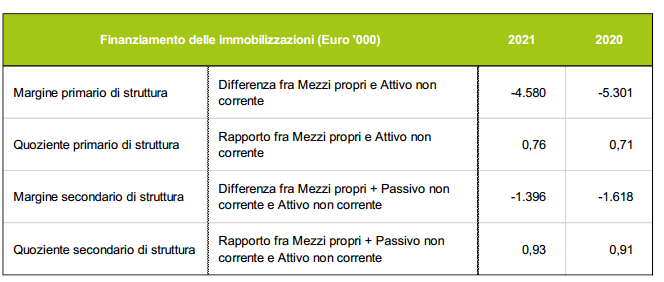 Finanziamento delle immobilizzazioni (Euro '000) 2021 2020
Margine primario di struttura Differenza fra Mezzi propri e Attivo non corrente -4.580 -5.301
Quoziente primario di struttura Rapporto fra Mezzi propri e Attivo non corrente 0,76 0,71
Margine secondario di struttura Differenza fra Mezzi propri + Passivo non corrente e Attivo non corrente -1.396 -1.618
Quoziente secondario di struttura Rapporto fra Mezzi propri + Passivo non corrente e Attivo non corrente 0,93 0,91